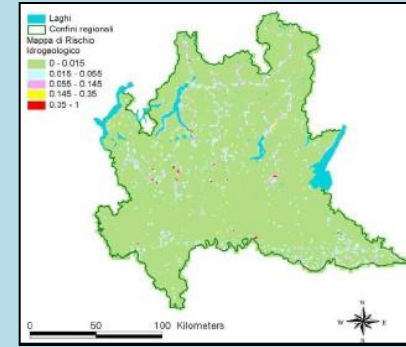 Laghi
Confini regionali
Mappa di Rischio
Idrogeologico
0 - 0.015
0.015 - 0.055
0.055 - 0.145
0.145 - 0.35
0.35 - 1
0 50 100 Kilometers
N
W E
S